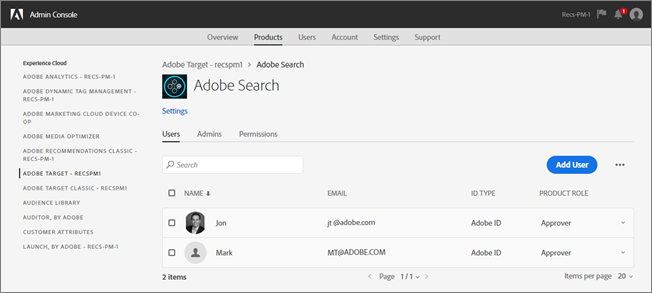 Admin Console
Recs-PM-1
1
Overview Products Users Account Settings Support
Experience Cloud
ADOBE ANALYTICS - RECS-PM-1
ADOBE DYNAMIC TAG MANAGEMENT -
RECS-PM-1
ADOBE MARKETING CLOUD DEVICE CO-
OP
ADOBE MEDIA OPTIMIZER
ADOBE RECOMMENDATIONS CLASSIC -
RECS-PM-1
ADOBE TARGET - RECSPM1
ADOBE TARGET CLASSIC - RECSPM1
AUDIENCE LIBRARY
AUDITOR, BY ADOBE
CUSTOMER ATTRIBUTES
LAUNCH, BY ADOBE - RECS-PM-1
Adobe Target - recspm1 > Adobe Search
Adobe Search
Settings
Users Admins Permissions
Search
Add User
NAME EMAIL ID TYPE PRODUCT ROLE
Jon jt @adobe.com Adobe ID Approver
Mark MT@ADOBE.COM Adobe ID Approver
2 items
Page 1 / 1
Items per page 20